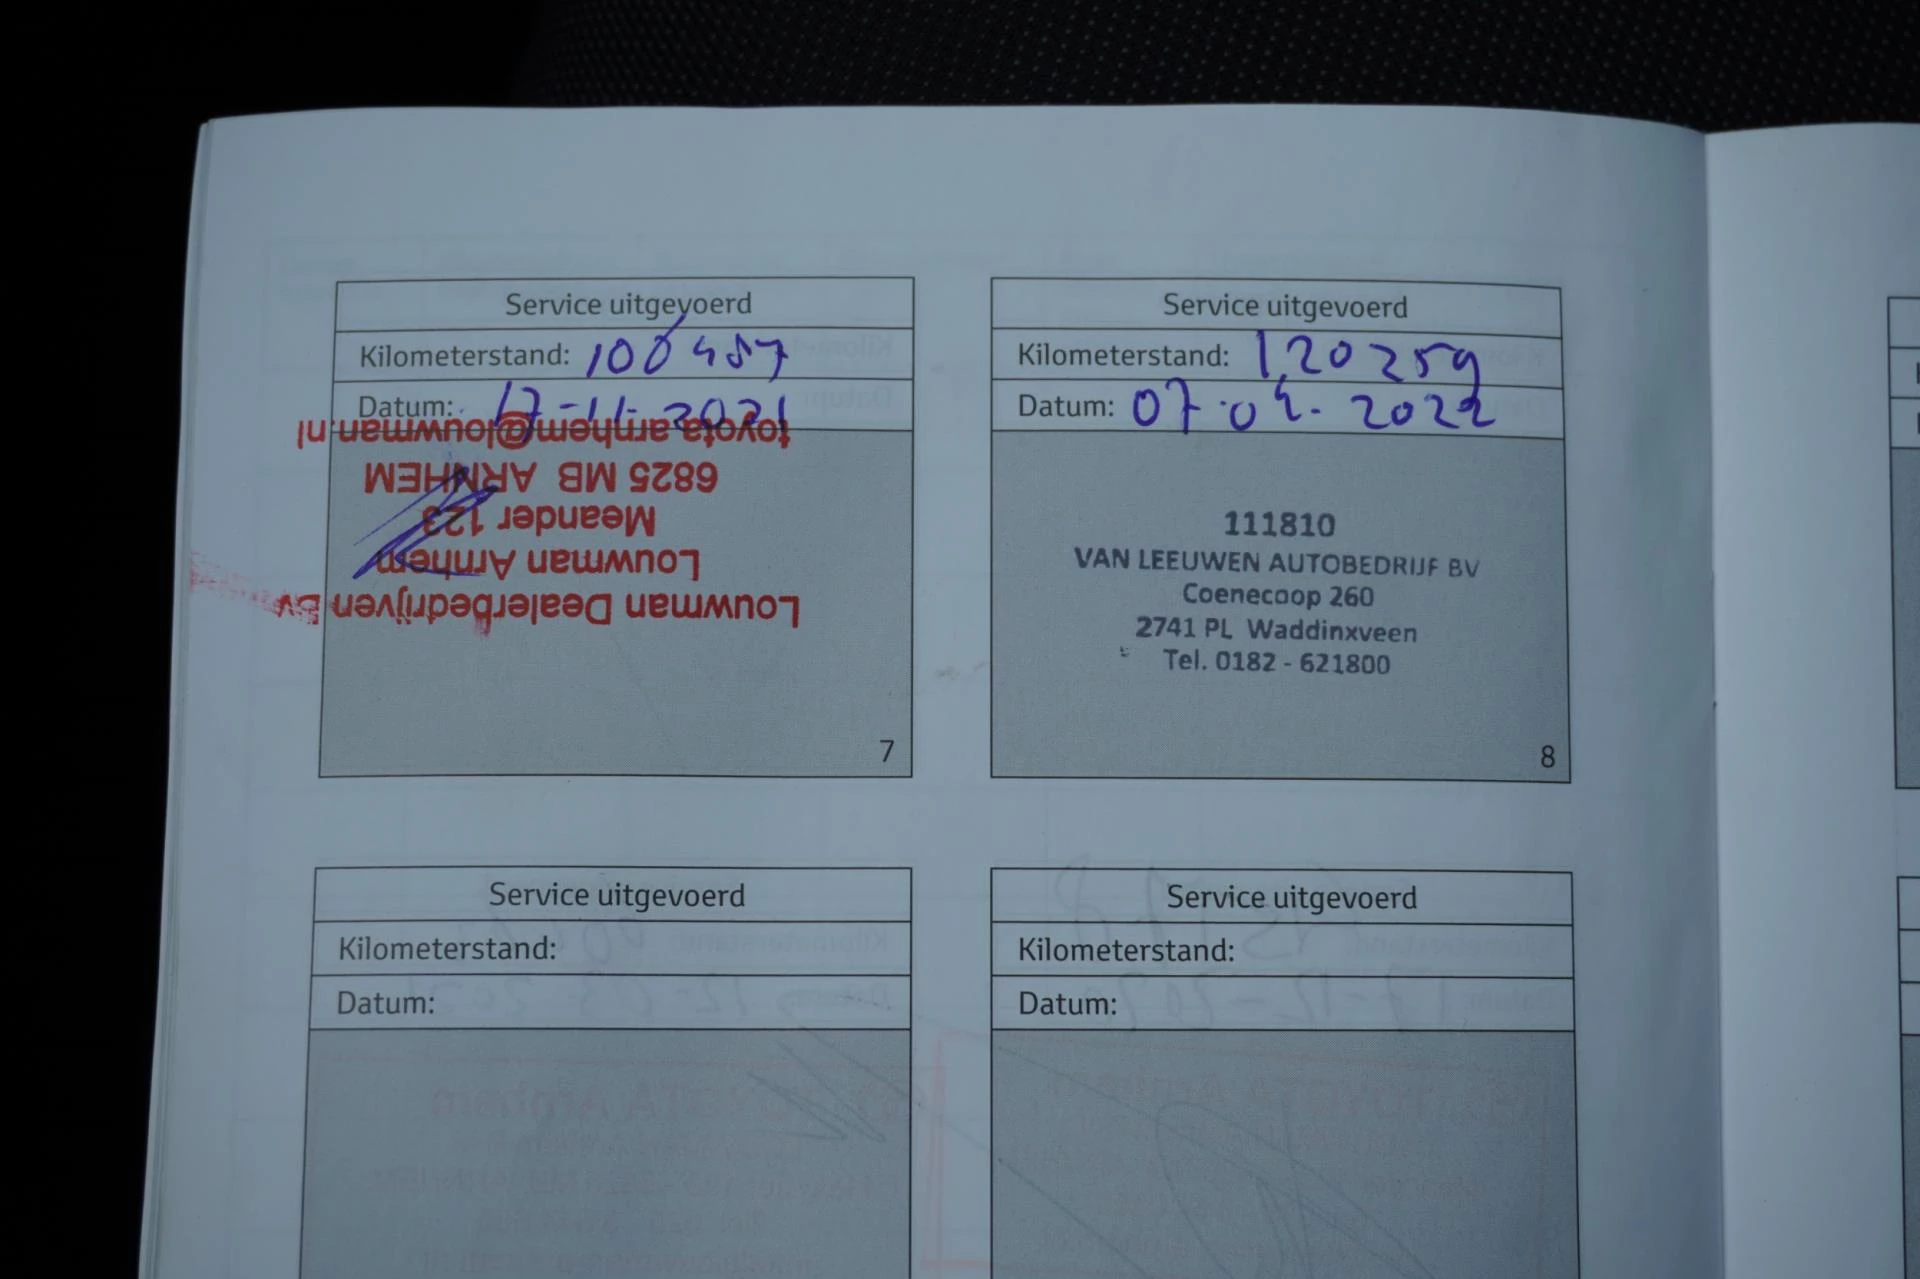 Service uitgevoerd
Kilometerstand: 100457
Datum: 17-11-2021
Louwman Dealerbedrijven BV
Louwman Arnhem
Meander 123
6825 MB ARNHEM
toyota.arnhem@louwman.nl
7
Service uitgevoerd
Kilometerstand: 120259
Datum: 07-04-2022
111810
VAN LEEUWEN AUTOBEDRIJF BV
Coenecoop 260
2741 PL Waddinxveen
Tel. 0182 - 621800
8
Service uitgevoerd
Kilometerstand:
Datum:
Service uitgevoerd
Kilometerstand:
Datum: